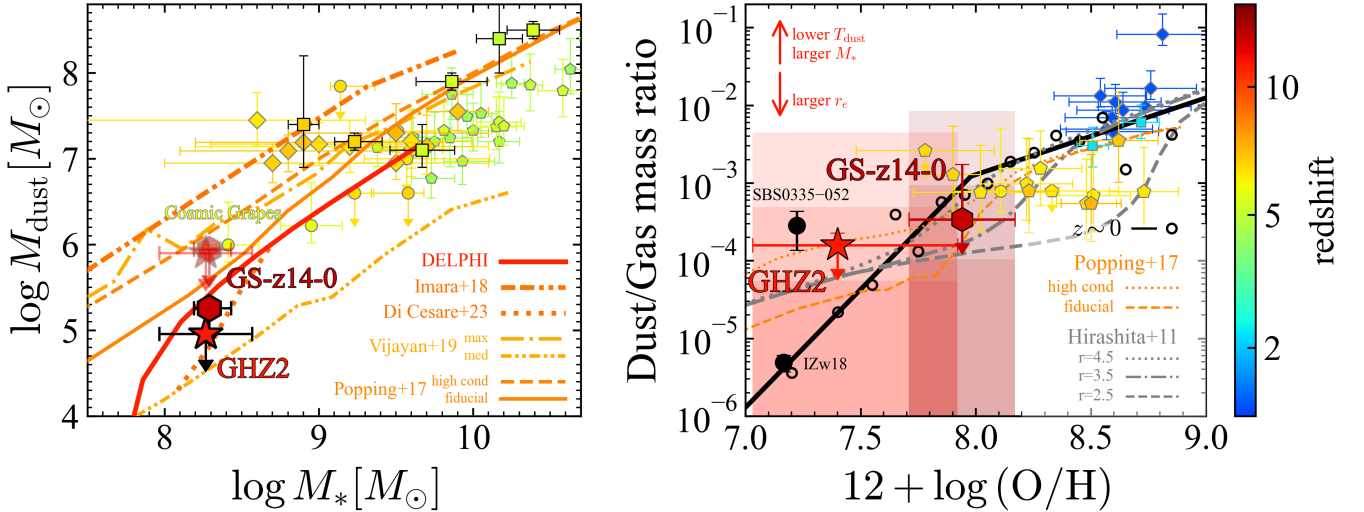 log M_dust [M_⊙]
8
7
6
5
4
8
9
10
log M_* [M_⊙]
Cosmic Grapes
GS-z14-0
GHZ2
DELPHI
Imara+18
Di Cesare+23
Vijayan+19 max
med
Popping+17 high cond
fiducial
Dust/Gas mass ratio
10^{-1}
10^{-2}
10^{-3}
10^{-4}
10^{-5}
10^{-6}
7.0
7.5
8.0
8.5
9.0
12 + log (O/H)
lower T_dust
larger M_*
larger r_e
GS-z14-0
SBS0335−052
GHZ2
IZw18
z ~ 0
Popping+17
high cond
fiducial
Hirashita+11
r=4.5
r=3.5
r=2.5
10
5
2
redshift